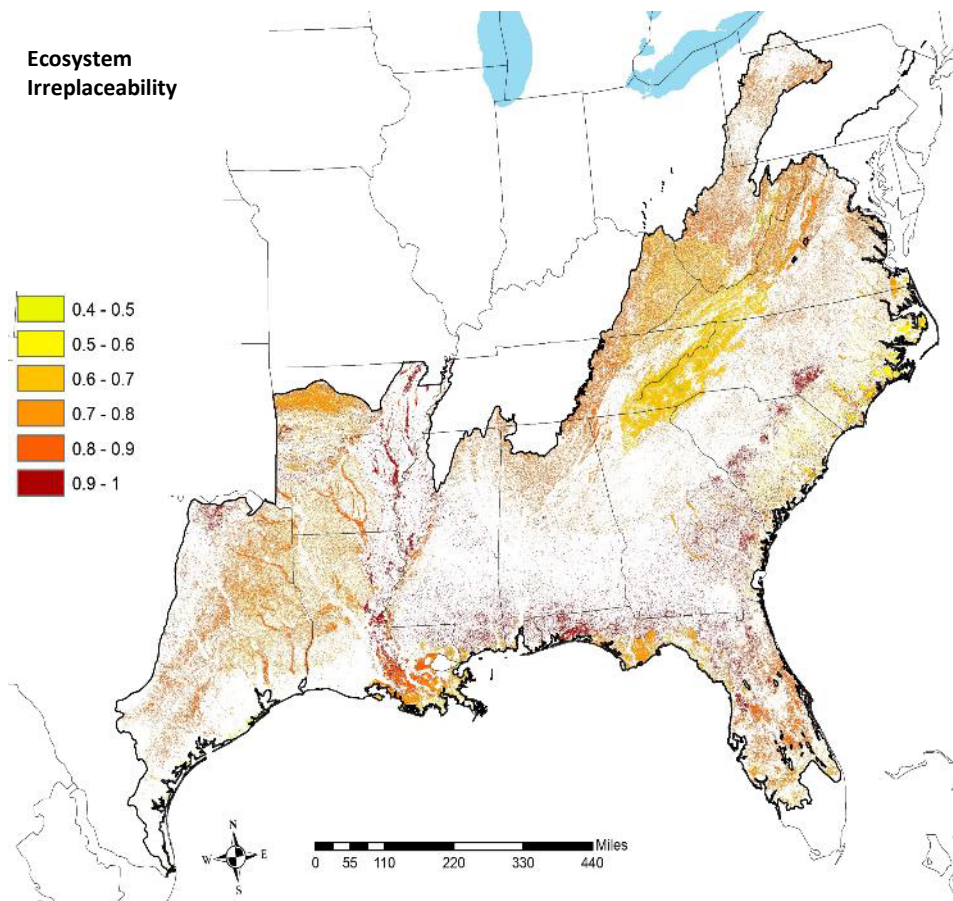 Ecosystem
Irreplaceability
0.4 - 0.5
0.5 - 0.6
0.6 - 0.7
0.7 - 0.8
0.8 - 0.9
0.9 - 1
N
W E
S
Miles
0 55 110 220 330 440